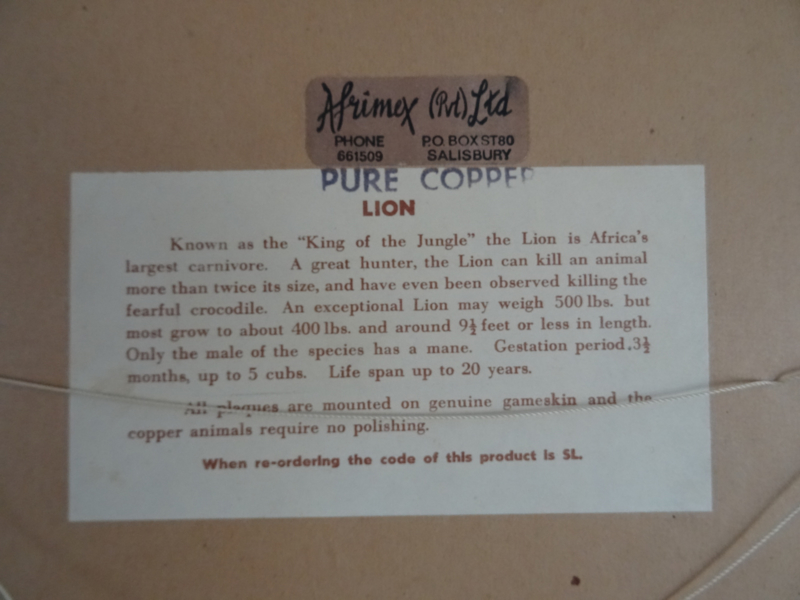 Afrimex (Pvt) Ltd
PHONE P.O. BOX ST80
661509 SALISBURY
PURE COPPER
LION
Known as the "King of the Jungle" the Lion is Africa's
largest carnivore. A great hunter, the Lion can kill an animal
more than twice its size, and have even been observed killing the
fearful crocodile. An exceptional Lion may weigh 500 lbs. but
most grow to about 400 lbs. and around 9½ feet or less in length.
Only the male of the species has a mane. Gestation period 3½
months, up to 5 cubs. Life span up to 20 years.
All plaques are mounted on genuine gameskin and the
copper animals require no polishing.
When re-ordering the code of this product is SL.